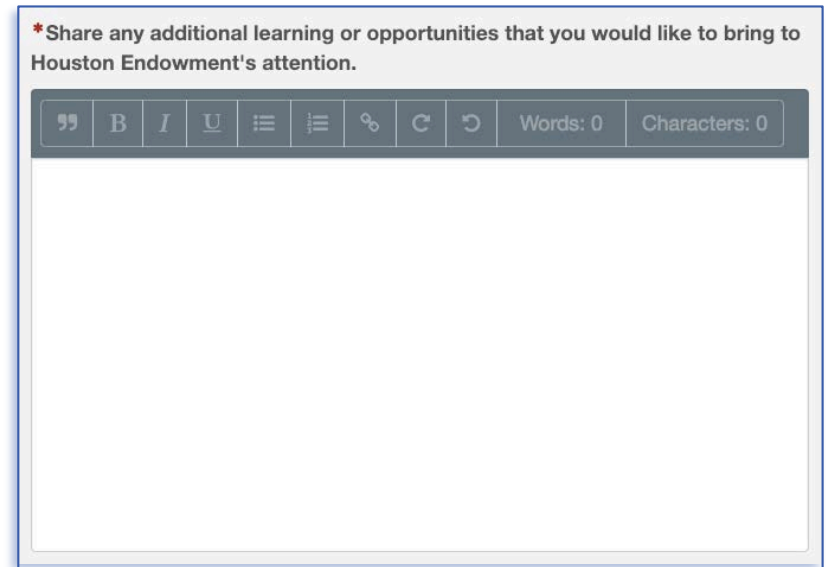 *Share any additional learning or opportunities that you would like to bring to
Houston Endowment's attention.
B I U Words: 0 Characters: 0